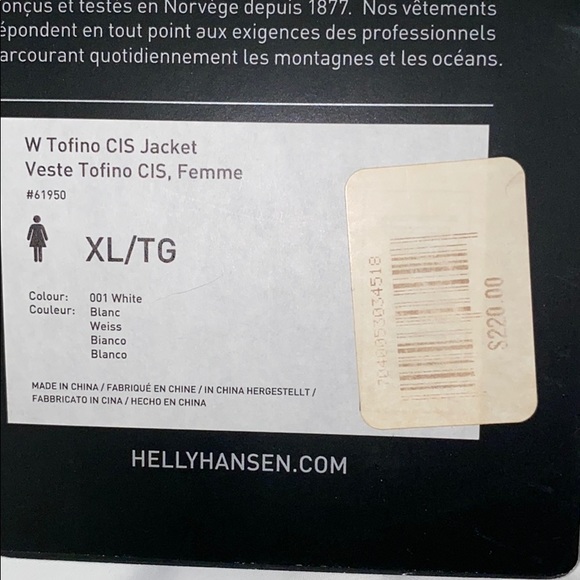 onçus et testés en Norvège depuis 1877. Nos vêtements
épondent en tout point aux exigences des professionnels
arcourant quotidiennement les montagnes et les océans.
W Tofino CIS Jacket
Veste Tofino CIS, Femme
#61950
XL/TG
Colour: 001 White
Couleur: Blanc
Weiss
Bianco
Blanco
MADE IN CHINA / FABRIQUÉ EN CHINE / IN CHINA HERGESTELLT /
FABBRICATO IN CINA / HECHO EN CHINA
7040053034518
$220.00
HELLYHANSEN.COM